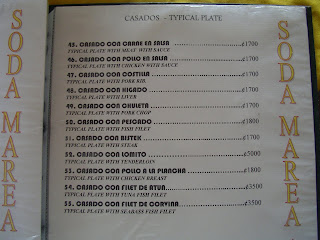 CASADOS - TYPICAL PLATE
45. CASADO CON CARNE EN SALSA..........¢1700
TYPICAL PLATE WITH MEAT WITH SAUCE
46. CASADO CON POLLO EN SALSA..........¢1700
TYPICAL PLATE WITH CHICKEN WITH SAUCE
47. CASADO CON COSTILLA..........¢1700
TYPICAL PLATE WITH PORK RIB
48. CASADO CON HIGADO..........¢1700
TYPICAL PLATE WITH LIVER
49. CASADO CON CHULETA..........¢1700
TYPICAL PLATE WITH PORK CHOP
50. CASADO CON PESCADO..........¢1800
TYPICAL PLATE WITH FISH FILET
51. CASADO CON BISTEK..........¢1700
TYPICAL PLATE WITH STEAK
52. CASADO CON LOMITO..........¢5000
TYPICAL PLATE WITH TENDERLOIN
53. CASADO CON POLLO A LA PLANCHA..........¢1800
TYPICAL PLATE WITH CHICKEN BREAST
54. CASADO CON FILET DE ATUN..........¢3500
TYPICAL PLATE WITH TUNA FISH FILET
55. CASADO CON FILET DE CORVINA..........¢3500
TYPICAL PLATE WITH SEABASS FISH FILET
SODA MAREA
SODA MAREA